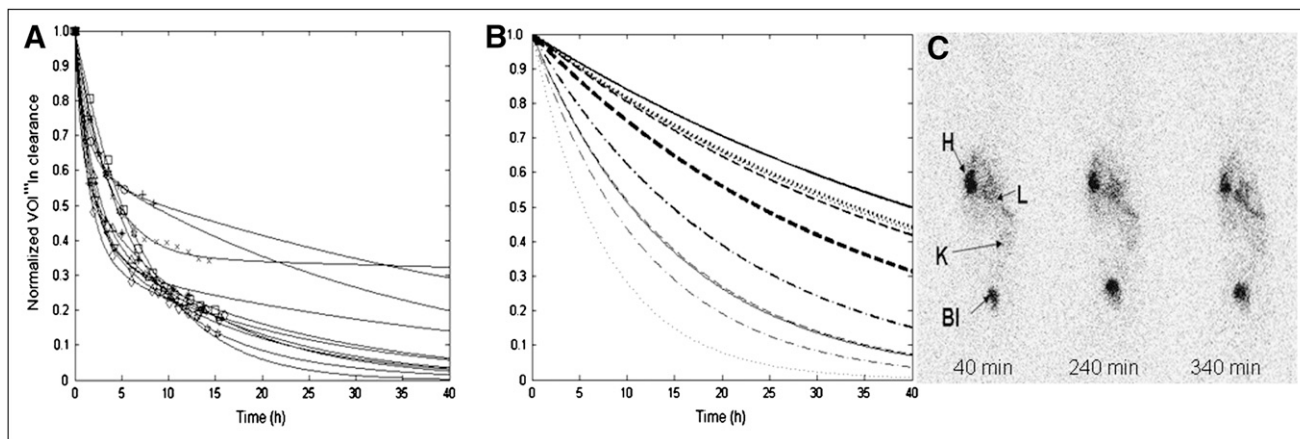 A
Normalized VOI ¹¹¹In clearance
1.0
0.9
0.8
0.7
0.6
0.5
0.4
0.3
0.2
0.1
0
0 5 10 15 20 25 30 35 40
Time (h)
B
1.0
0.9
0.8
0.7
0.6
0.5
0.4
0.3
0.2
0.1
0
0 5 10 15 20 25 30 35 40
Time (h)
C
H
L
K
Bl
40 min 240 min 340 min